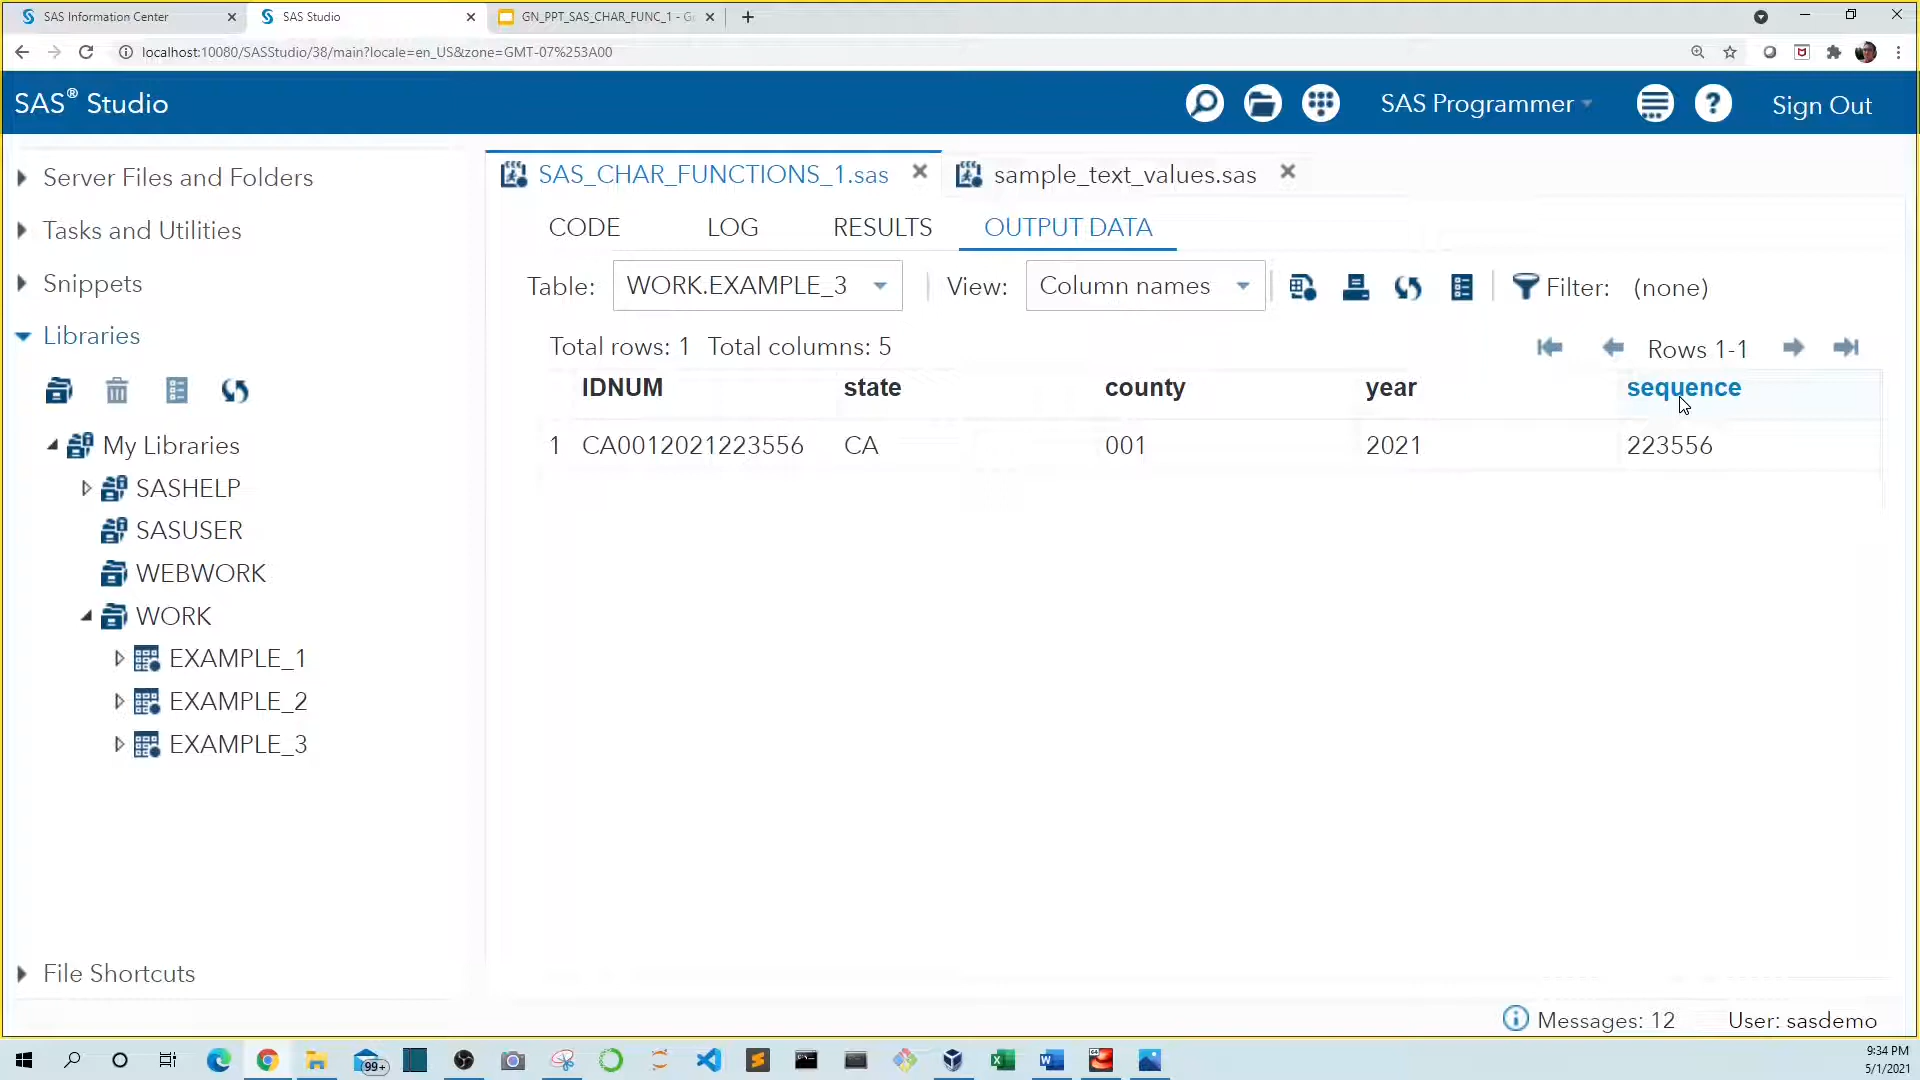 SAS Information Center
SAS Studio
GN_PPT_SAS_CHAR_FUNC_1 - G
localhost:10080/SASStudio/38/main?locale=en_US&zone=GMT-07%253A00
SAS® Studio
SAS Programmer
Sign Out
Server Files and Folders
Tasks and Utilities
Snippets
Libraries
My Libraries
SASHELP
SASUSER
WEBWORK
WORK
EXAMPLE_1
EXAMPLE_2
EXAMPLE_3
File Shortcuts
SAS_CHAR_FUNCTIONS_1.sas
sample_text_values.sas
CODE LOG RESULTS OUTPUT DATA
Table: WORK.EXAMPLE_3 View: Column names Filter: (none)
Total rows: 1 Total columns: 5 Rows 1-1
IDNUM state county year sequence
1 CA0012021223556 CA 001 2021 223556
Messages: 12 User: sasdemo
99+
9:34 PM
5/1/2021